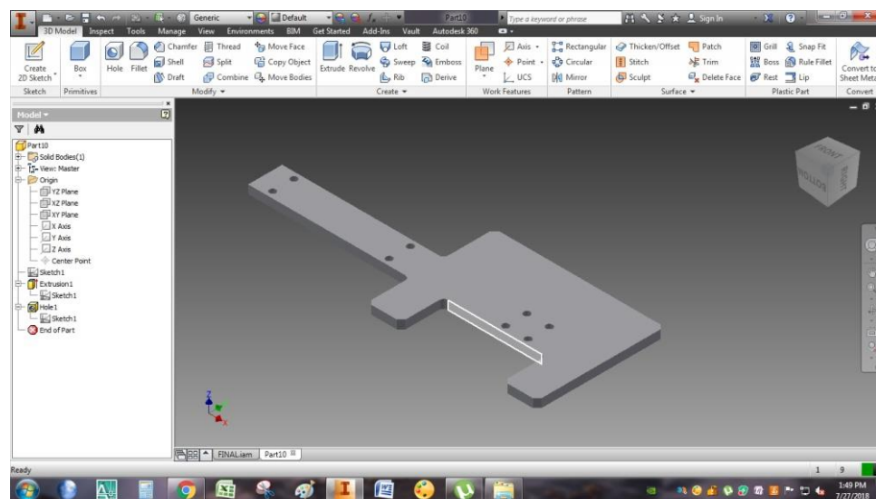 Generic
Default
Part10
Type a keyword or phrase
Sign In
3D Model Inspect Tools Manage View Environments BIM Get Started Add-Ins Vault Autodesk 360
Create 2D Sketch
Box
Hole
Fillet
Chamfer Thread Move Face
Shell Split Copy Object
Draft Combine Move Bodies
Extrude Revolve
Loft Coil
Sweep Emboss
Rib Derive
Plane
Axis
Point
UCS
Rectangular
Circular
Mirror
Thicken/Offset Patch
Stitch Trim
Sculpt Delete Face
Grill Snap Fit
Boss Rule Fillet
Rest Lip
Convert to Sheet Meta
Sketch Primitives Modify Create Work Features Pattern Surface Plastic Part Convert
Model
Part10
Solid Bodies(1)
View: Master
Origin
YZ Plane
XZ Plane
XY Plane
X Axis
Y Axis
Z Axis
Center Point
Sketch1
Extrusion1
Sketch1
Hole1
Sketch1
End of Part
FRONT
BOTTOM
RIGHT
Z
X
FINAL.iam Part10
Ready
1 9
1:49 PM
7/27/2018